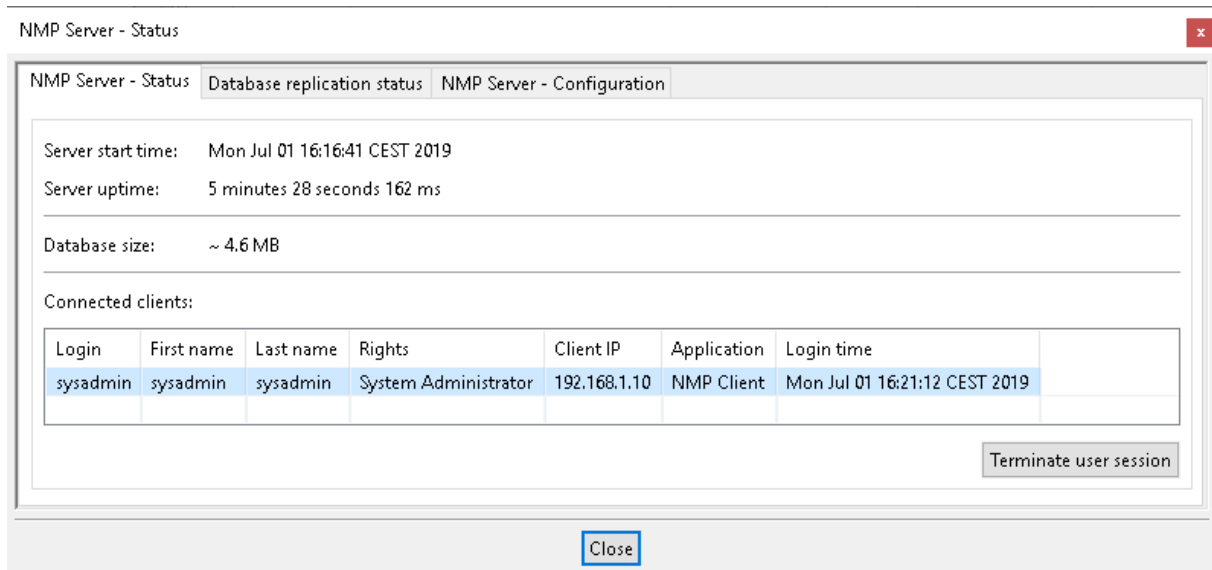 NMP Server - Status
x
NMP Server - Status Database replication status NMP Server - Configuration
Server start time: Mon Jul 01 16:16:41 CEST 2019
Server uptime: 5 minutes 28 seconds 162 ms
Database size: ~ 4.6 MB
Connected clients:
Login First name Last name Rights Client IP Application Login time
sysadmin sysadmin sysadmin System Administrator 192.168.1.10 NMP Client Mon Jul 01 16:21:12 CEST 2019
Terminate user session
Close